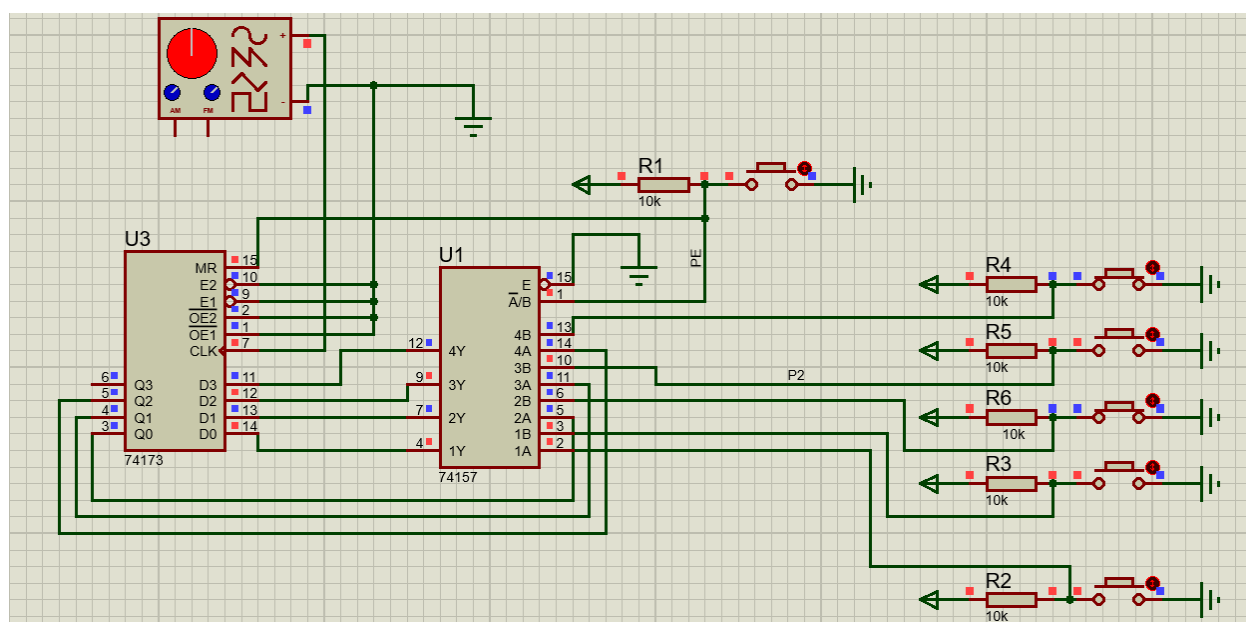 +
-
AM FM
R1
10k
PE
U3
15
MR
10
E2
9
E1
2
OE2
1
OE1
7
CLK
6 Q3 D3 11
5 Q2 D2 12
4 Q1 D1 13
3 Q0 D0 14
74173
U1
E 15
A/B 1
4B 13
12 4Y 4A 14
3B 10
9 3Y 3A 11
2B 6
7 2Y 2A 5
1B 3
4 1Y 1A 2
74157
P2
R4
10k
R5
10k
R6
10k
R3
10k
R2
10k